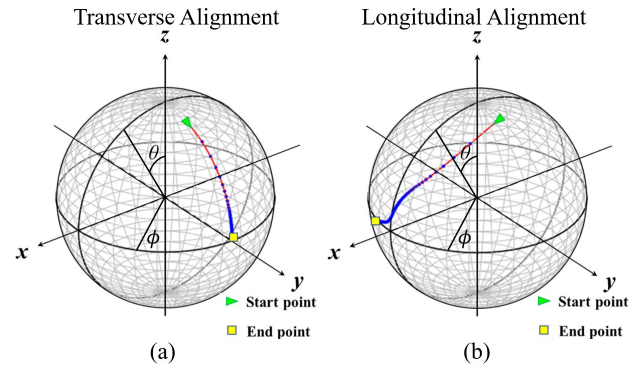 Transverse Alignment
z
θ
ϕ
x
y
Start point
End point
(a)
Longitudinal Alignment
z
θ
ϕ
x
y
Start point
End point
(b)